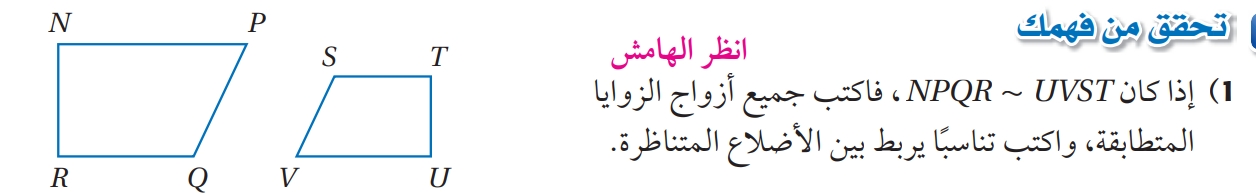 تحقق من فهمك
انظر الهامش
1) إذا كان NPQR ~ UVST ، فاكتب جميع أزواج الزوايا
المتطابقة، واكتب تناسبًا يربط بين الأضلاع المتناظرة.
N P
S T
R Q V U